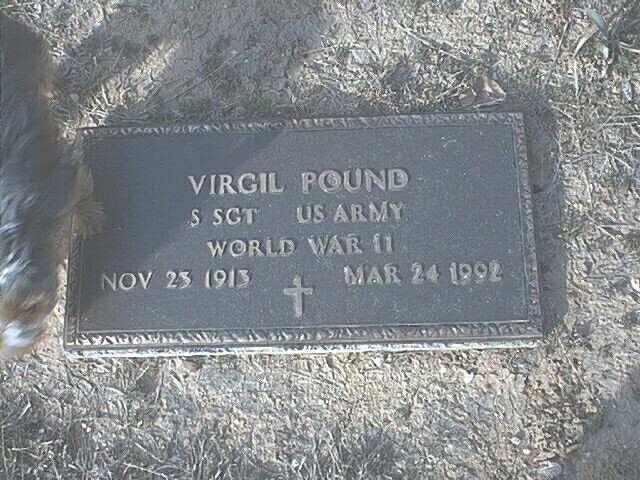 VIRGIL POUND
S SGT US ARMY
WORLD WAR II
NOV 23 1913 MAR 24 1992